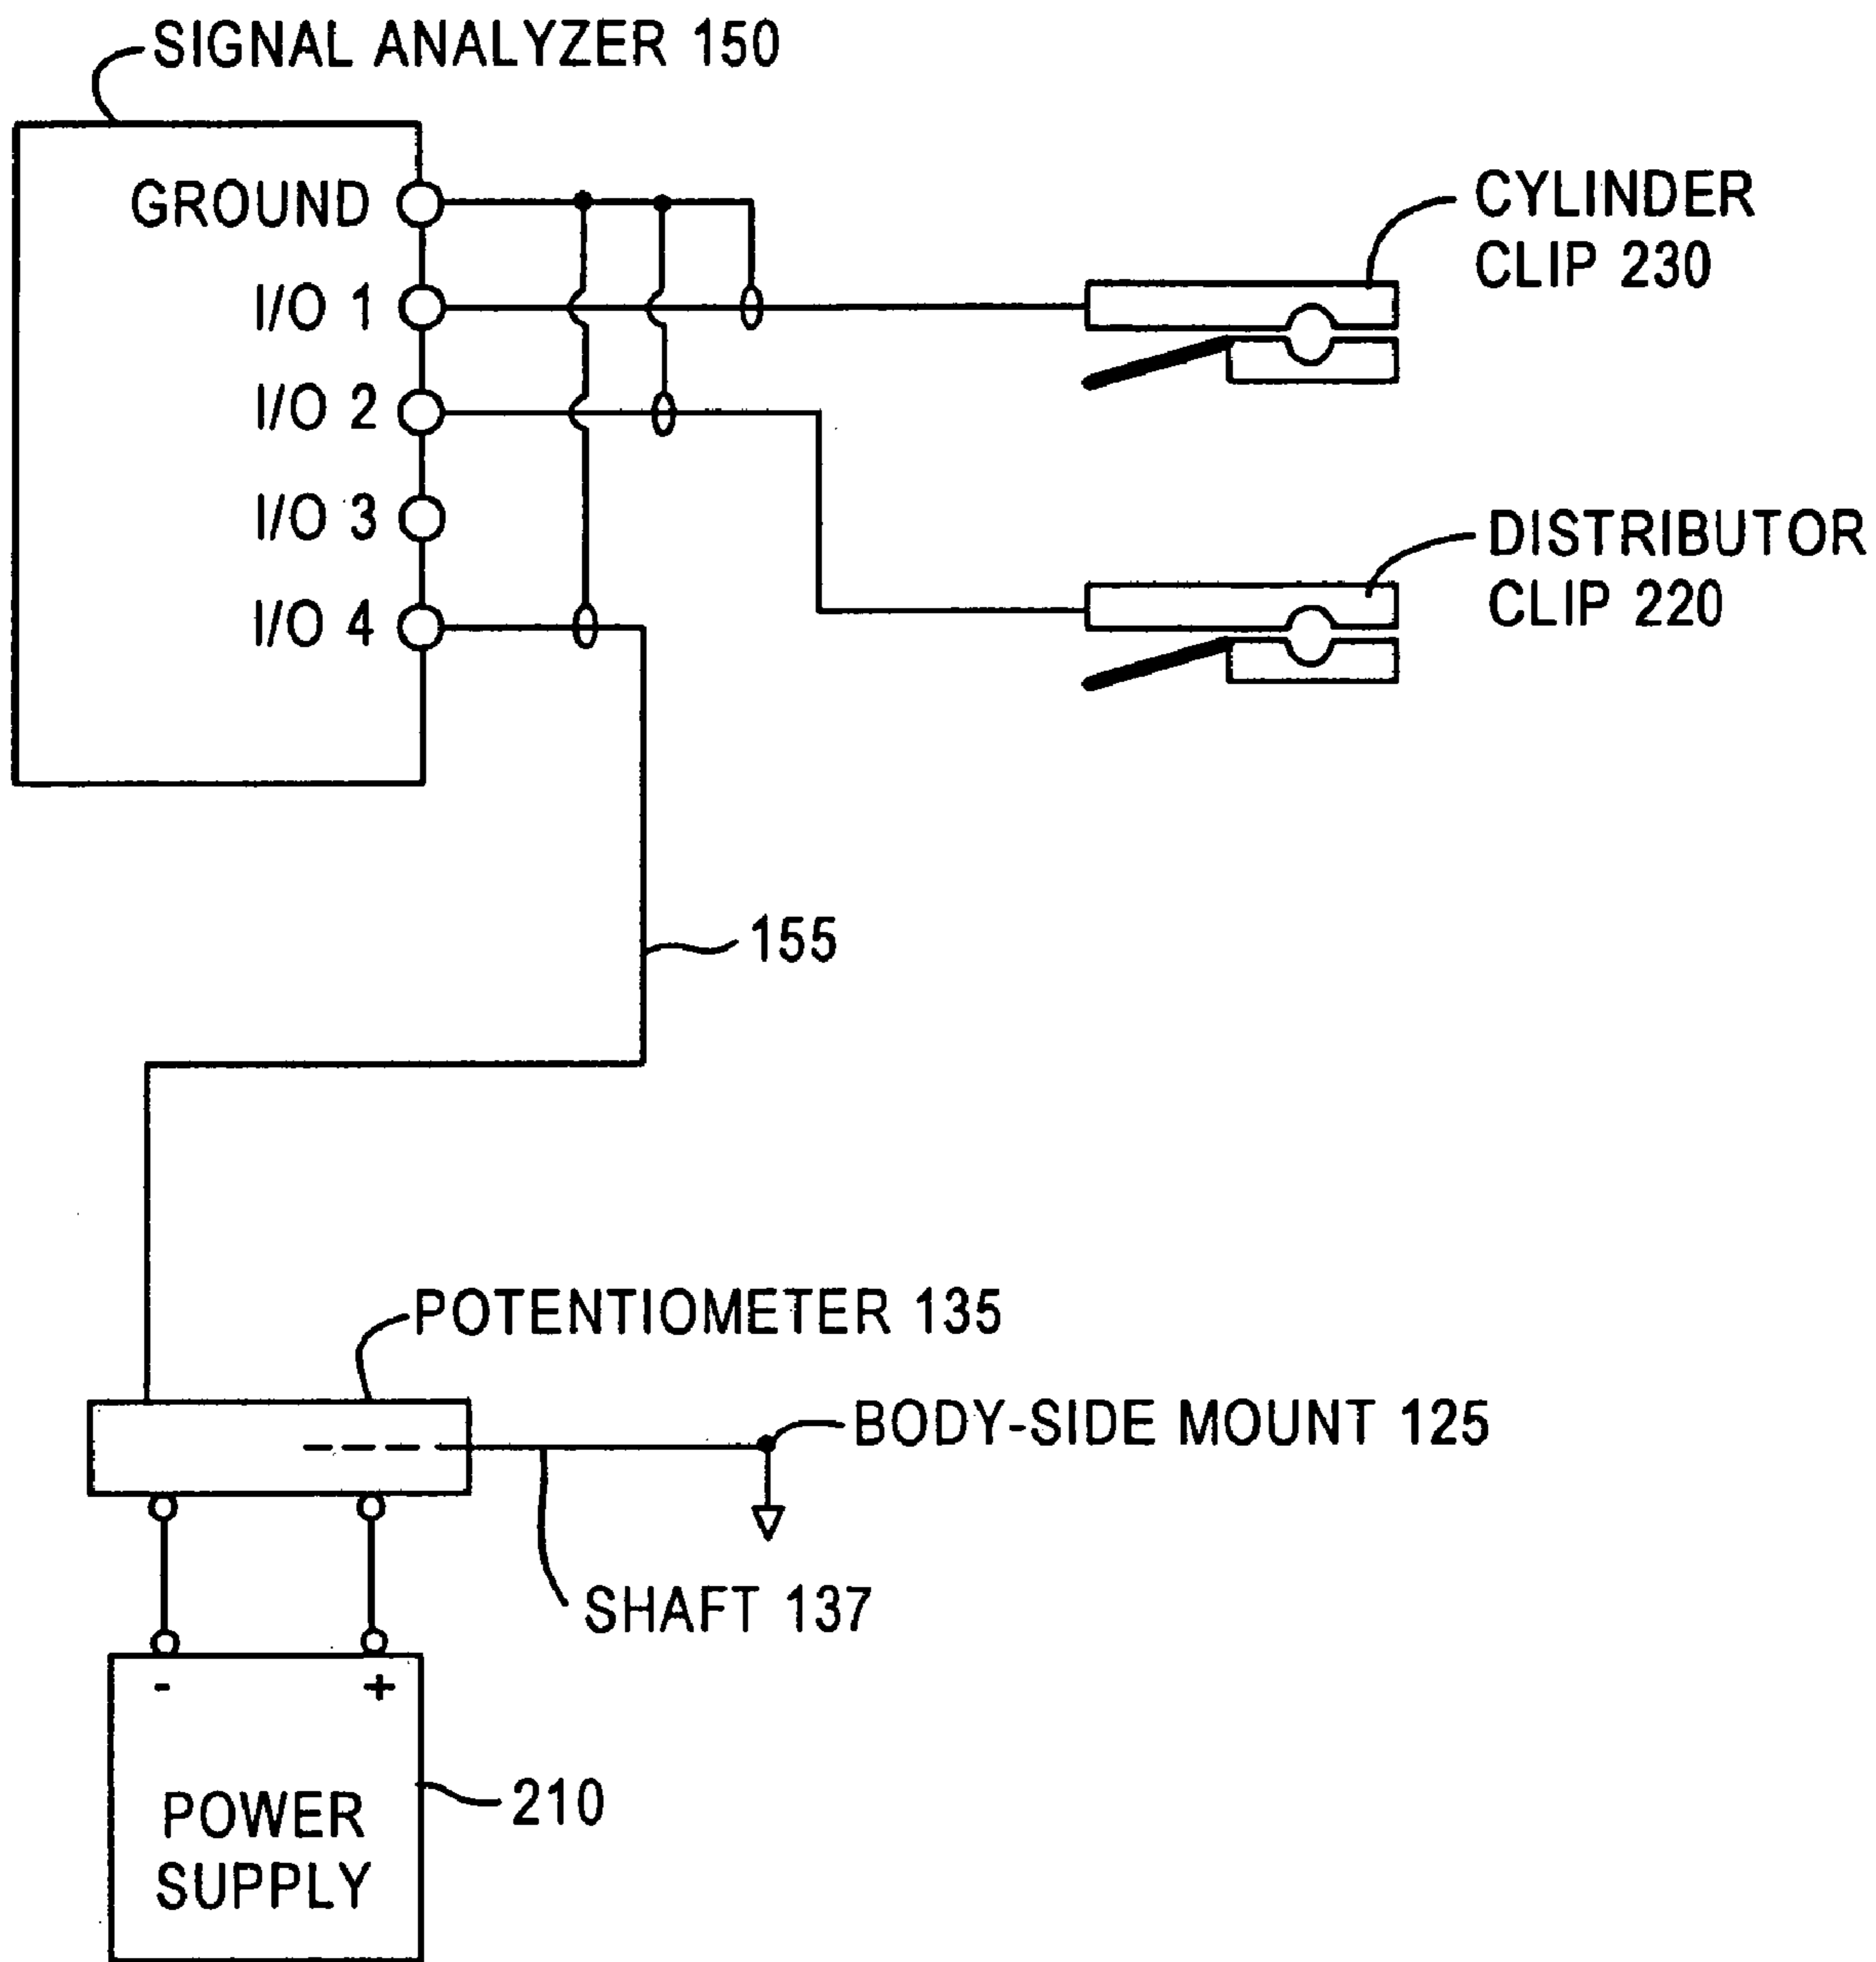 SIGNAL ANALYZER 150
GROUND
I/O 1
I/O 2
I/O 3
I/O 4
CYLINDER
CLIP 230
DISTRIBUTOR
CLIP 220
155
POTENTIOMETER 135
BODY-SIDE MOUNT 125
SHAFT 137
- +
POWER
SUPPLY
210